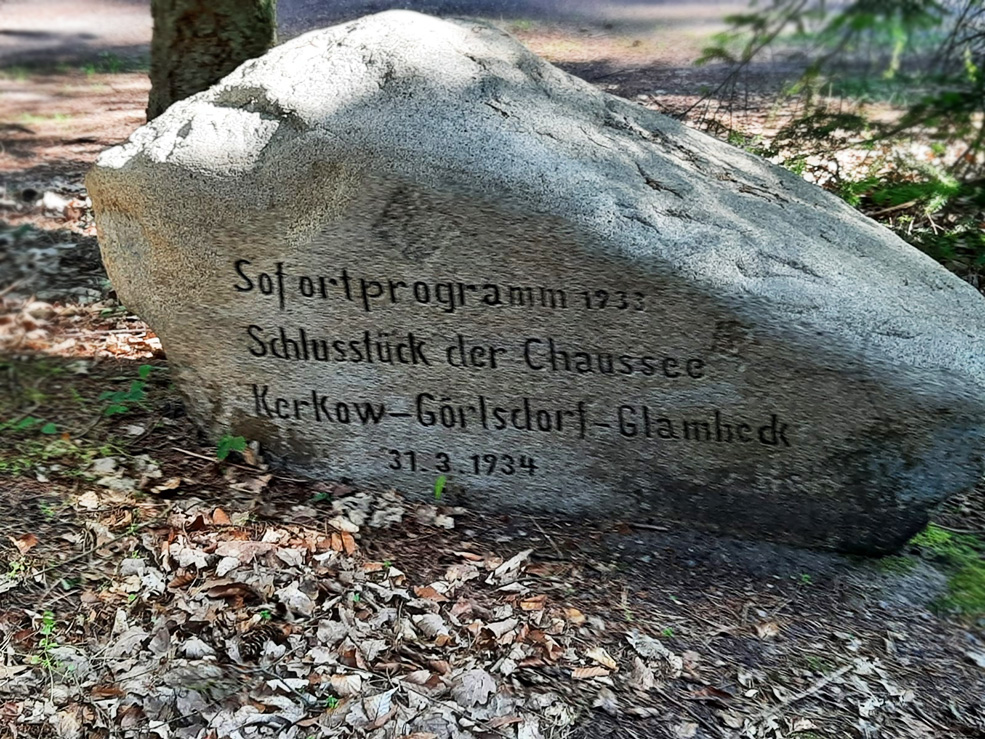 Sofortprogramm 1933
Schlusstück der Chaussee
Kerkow-Görlsdorf-Glambeck
31.3.1934